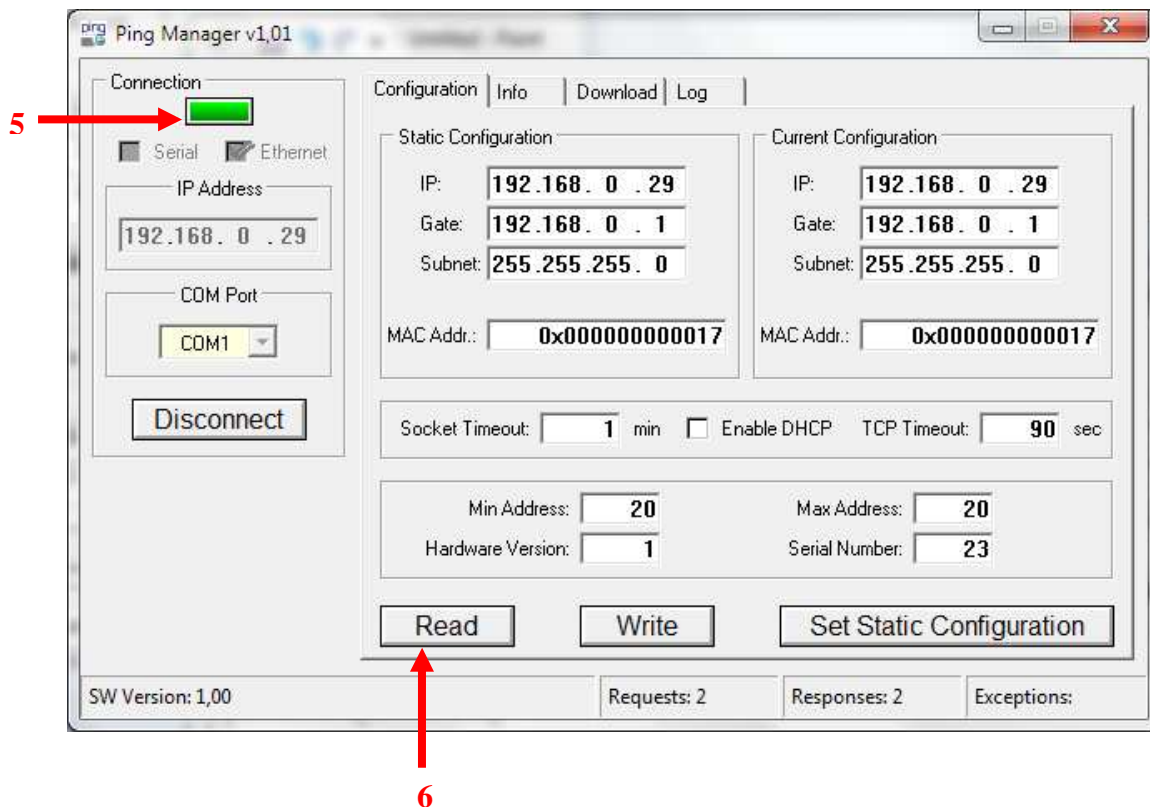 Ping Manager v1,01
5
Connection
Serial Ethernet
IP Address
192.168. 0 .29
COM Port
COM1
Disconnect
Configuration Info Download Log
Static Configuration
IP: 192.168. 0 .29
Gate: 192.168. 0 . 1
Subnet: 255.255.255. 0
MAC Addr.: 0x000000000017
Current Configuration
IP: 192.168. 0 .29
Gate: 192.168. 0 . 1
Subnet: 255.255.255. 0
MAC Addr.: 0x000000000017
Socket Timeout: 1 min Enable DHCP TCP Timeout: 90 sec
Min Address: 20 Max Address: 20
Hardware Version: 1 Serial Number: 23
Read Write Set Static Configuration
SW Version: 1,00 Requests: 2 Responses: 2 Exceptions:
6